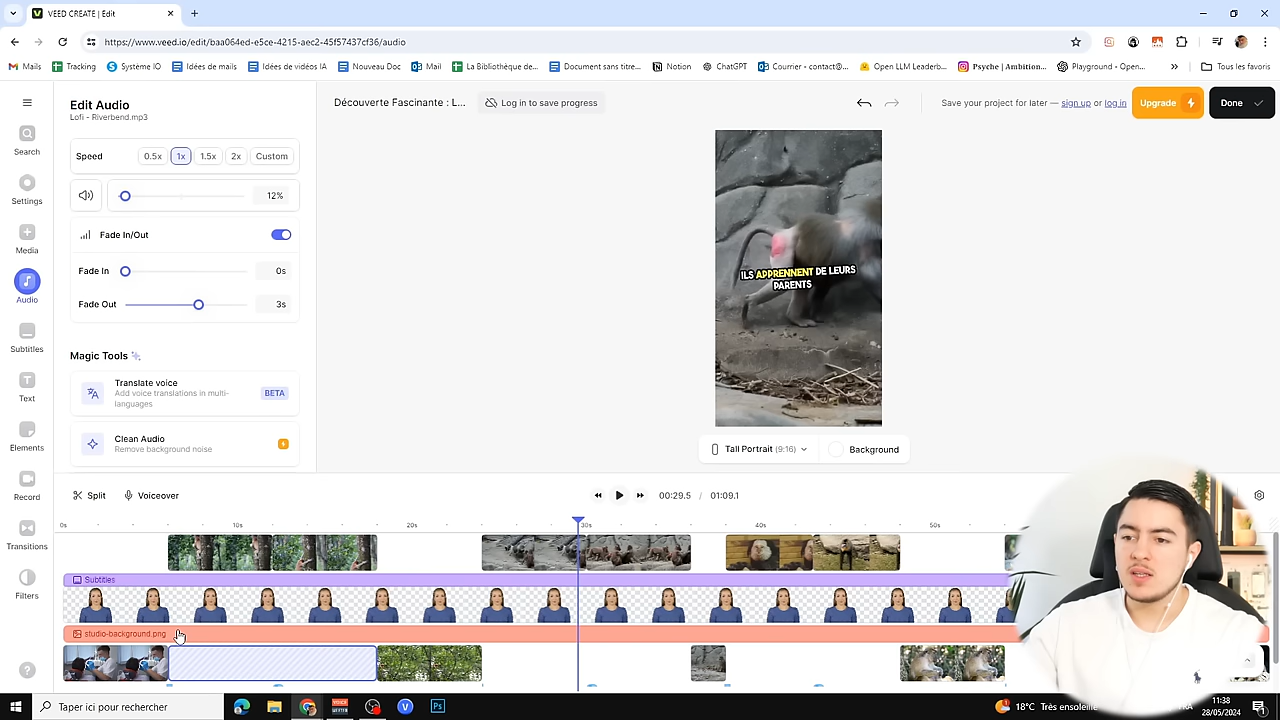 VEED CREATE | Edit
https://www.veed.io/edit/baa064ed-e5ce-4215-aec2-45f57437cf36/audio
Mails
Tracking
Système IO
Idées de mails
Idées de vidéos IA
Nouveau Doc
Mail
La Bibliothèque de...
Document sans titre...
Notion
ChatGPT
Courrier • contact@...
Open LLM Leaderb...
Psyche | Ambition...
Playground • Open...
Tous les favoris
Edit Audio
Lofi - Riverbend.mp3
Découverte Fascinante : L...
Log in to save progress
Save your project for later — sign up or log in
Upgrade
Done
Search
Settings
Media
Audio
Subtitles
Text
Elements
Record
Transitions
Filters
Speed
0.5x
1x
1.5x
2x
Custom
12%
Fade In/Out
Fade In
0s
Fade Out
3s
Magic Tools
Translate voice
Add voice translations in multi-
languages
BETA
Clean Audio
Remove background noise
ILS APPRENNENT DE LEURS
PARENTS
Tall Portrait (9:16)
Background
Split
Voiceover
00:29.5 / 01:09.1
0s
10s
20s
30s
40s
50s
Subtitles
studio-background.png
Taper ici pour rechercher
18°C Très ensoleillé
FRA
11:38
28/05/2024